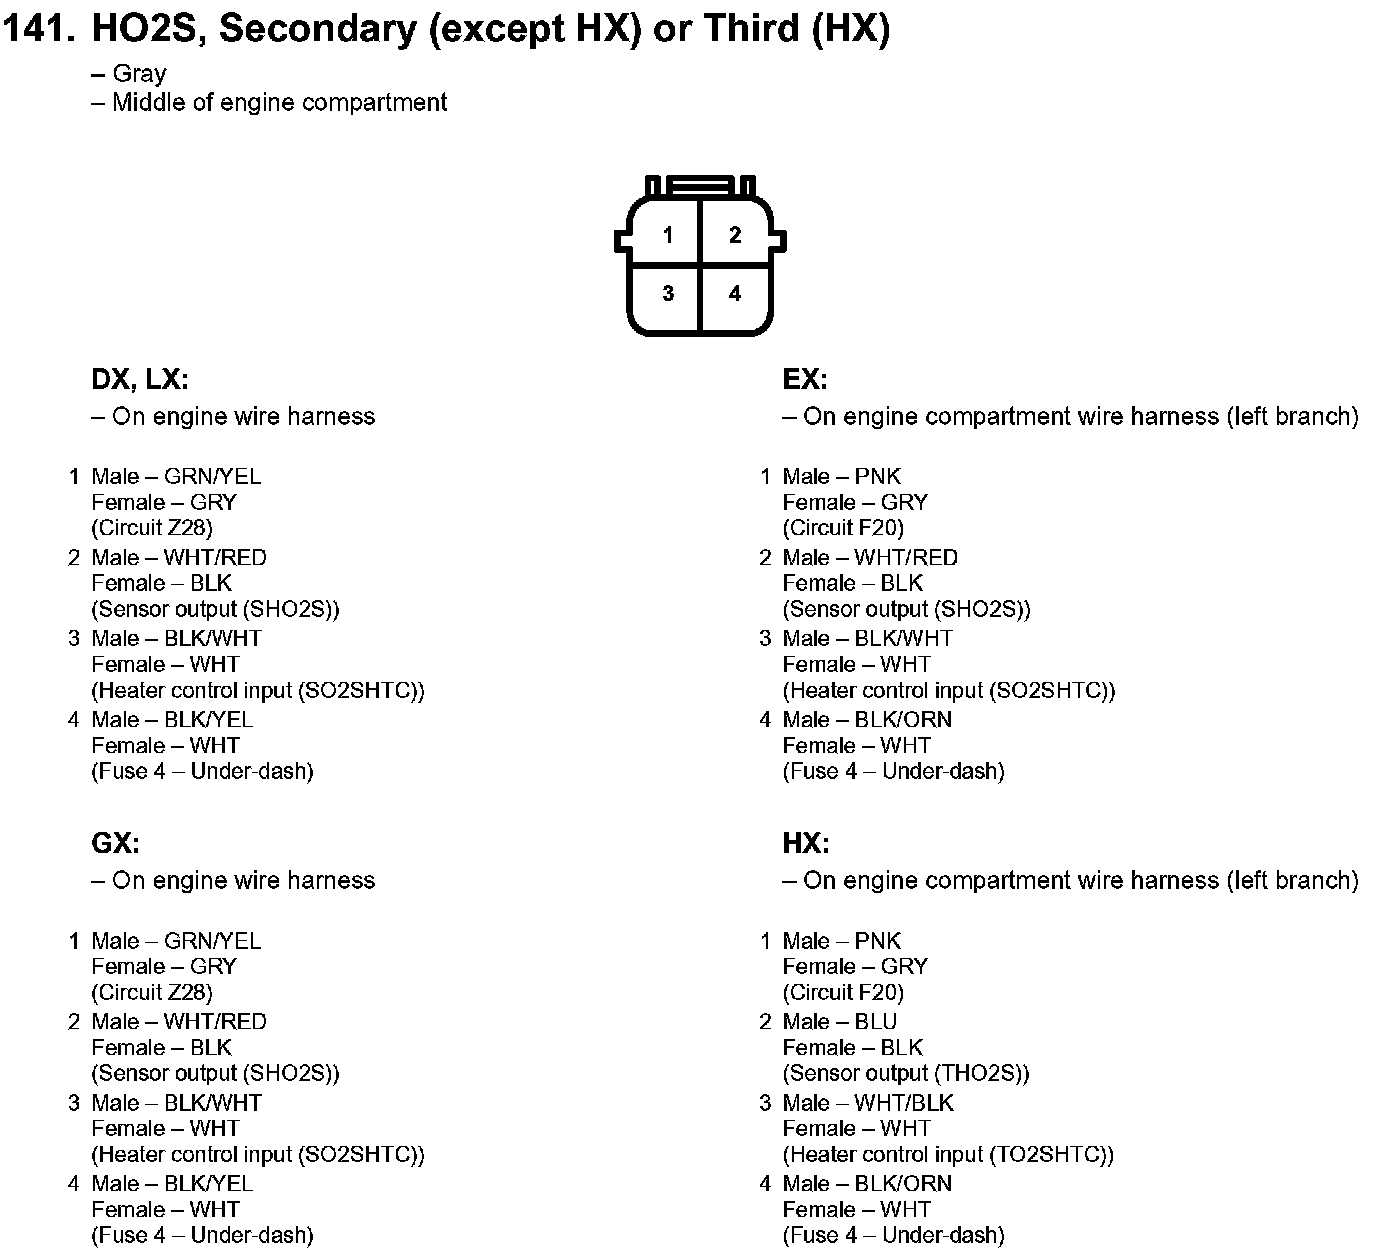 141. HO2S, Secondary (except HX) or Third (HX)
– Gray
– Middle of engine compartment
1 2
3 4
DX, LX:
– On engine wire harness
1 Male – GRN/YEL
Female – GRY
(Circuit Z28)
2 Male – WHT/RED
Female – BLK
(Sensor output (SHO2S))
3 Male – BLK/WHT
Female – WHT
(Heater control input (SO2SHTC))
4 Male – BLK/YEL
Female – WHT
(Fuse 4 – Under-dash)
EX:
– On engine compartment wire harness (left branch)
1 Male – PNK
Female – GRY
(Circuit F20)
2 Male – WHT/RED
Female – BLK
(Sensor output (SHO2S))
3 Male – BLK/WHT
Female – WHT
(Heater control input (SO2SHTC))
4 Male – BLK/ORN
Female – WHT
(Fuse 4 – Under-dash)
GX:
– On engine wire harness
1 Male – GRN/YEL
Female – GRY
(Circuit Z28)
2 Male – WHT/RED
Female – BLK
(Sensor output (SHO2S))
3 Male – BLK/WHT
Female – WHT
(Heater control input (SO2SHTC))
4 Male – BLK/YEL
Female – WHT
(Fuse 4 – Under-dash)
HX:
– On engine compartment wire harness (left branch)
1 Male – PNK
Female – GRY
(Circuit F20)
2 Male – BLU
Female – BLK
(Sensor output (THO2S))
3 Male – WHT/BLK
Female – WHT
(Heater control input (TO2SHTC))
4 Male – BLK/ORN
Female – WHT
(Fuse 4 – Under-dash)